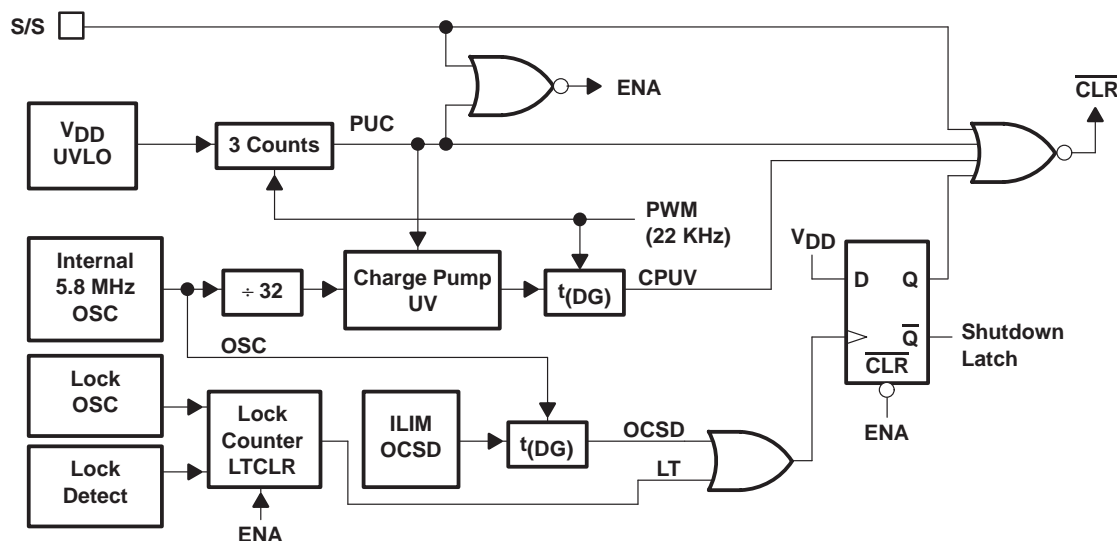 S/S
ENA
CLR
VDD
UVLO
3 Counts
PUC
PWM
(22 KHz)
VDD
Internal
5.8 MHz
OSC
÷ 32
Charge Pump
UV
t(DG)
CPUV
D
Q
Q
CLR
Shutdown
Latch
ENA
OSC
Lock
OSC
Lock
Counter
LTCLR
ILIM
OCSD
t(DG)
OCSD
LT
Lock
Detect
ENA